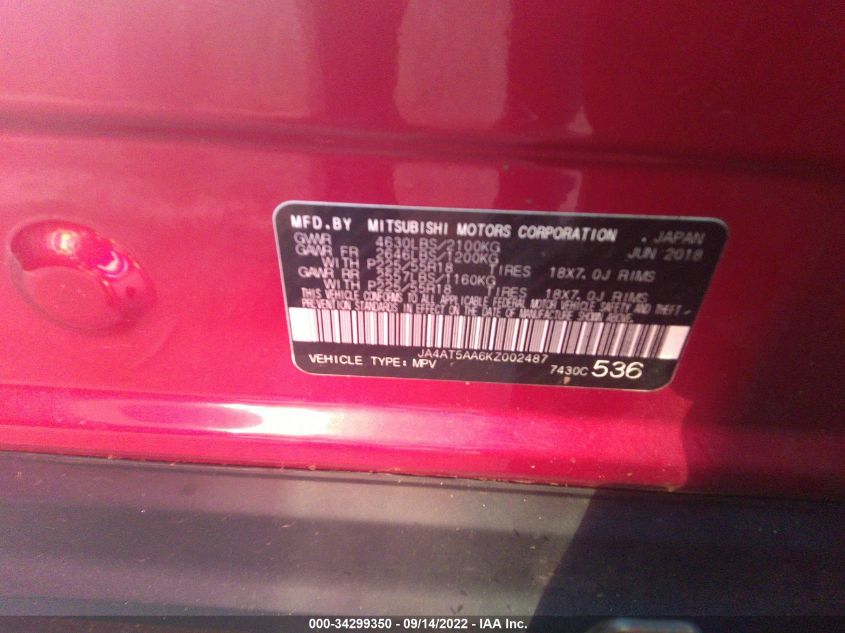 MFD.BY MITSUBISHI MOTORS CORPORATION . JAPAN
GVWR 4630LBS/2100KG JUN 2018
GAWR FR 2646LBS/1200KG
WITH P225/55R18 TIRES 18X7.0J RIMS
GAWR RR 2557LBS/1160KG
WITH P225/55R18 TIRES 18X7.0J RIMS
THIS VEHICLE CONFORMS TO ALL APPLICABLE FEDERAL MOTOR VEHICLE SAFETY AND THEFT
PREVENTION STANDARDS IN EFFECT ON THE DATE OF MANUFACTURE SHOWN ABOVE.
JA4AT5AA6KZ002487
VEHICLE TYPE: MPV 7430C 536
000-34299350 - 09/14/2022 - IAA Inc.